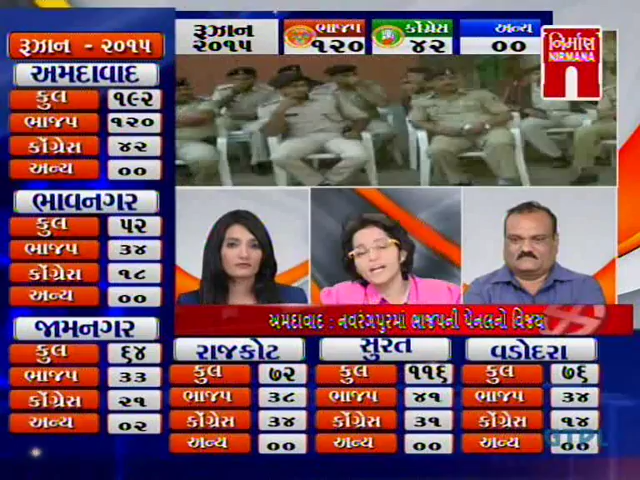 રૂઝાન - ૨૦૧૫
રૂઝાન
૨૦૧૫
ભાજપ
૧૨૦
કોંગ્રેસ
૪૨
અન્ય
૦૦
નિર્માણ
NIRMANA
અમદાવાદ
કુલ ૧૯૨
ભાજપ ૧૨૦
કોંગ્રેસ ૪૨
અન્ય ૦૦
ભાવનગર
કુલ ૫૨
ભાજપ ૩૪
કોંગ્રેસ ૧૮
અન્ય ૦૦
જામનગર
કુલ ૬૪
ભાજપ ૩૩
કોંગ્રેસ ૨૧
અન્ય ૦૨
અમદાવાદ : નવરંગપુરમાં ભાજપની પેનલનો વિજય
રાજકોટ
કુલ ૭૨
ભાજપ ૩૮
કોંગ્રેસ ૩૪
અન્ય ૦૦
સુરત
કુલ ૧૧૬
ભાજપ ૪૧
કોંગ્રેસ ૩૧
અન્ય ૦૦
વડોદરા
કુલ ૭૬
ભાજપ ૩૪
કોંગ્રેસ ૧૪
અન્ય ૦૦
GTPL